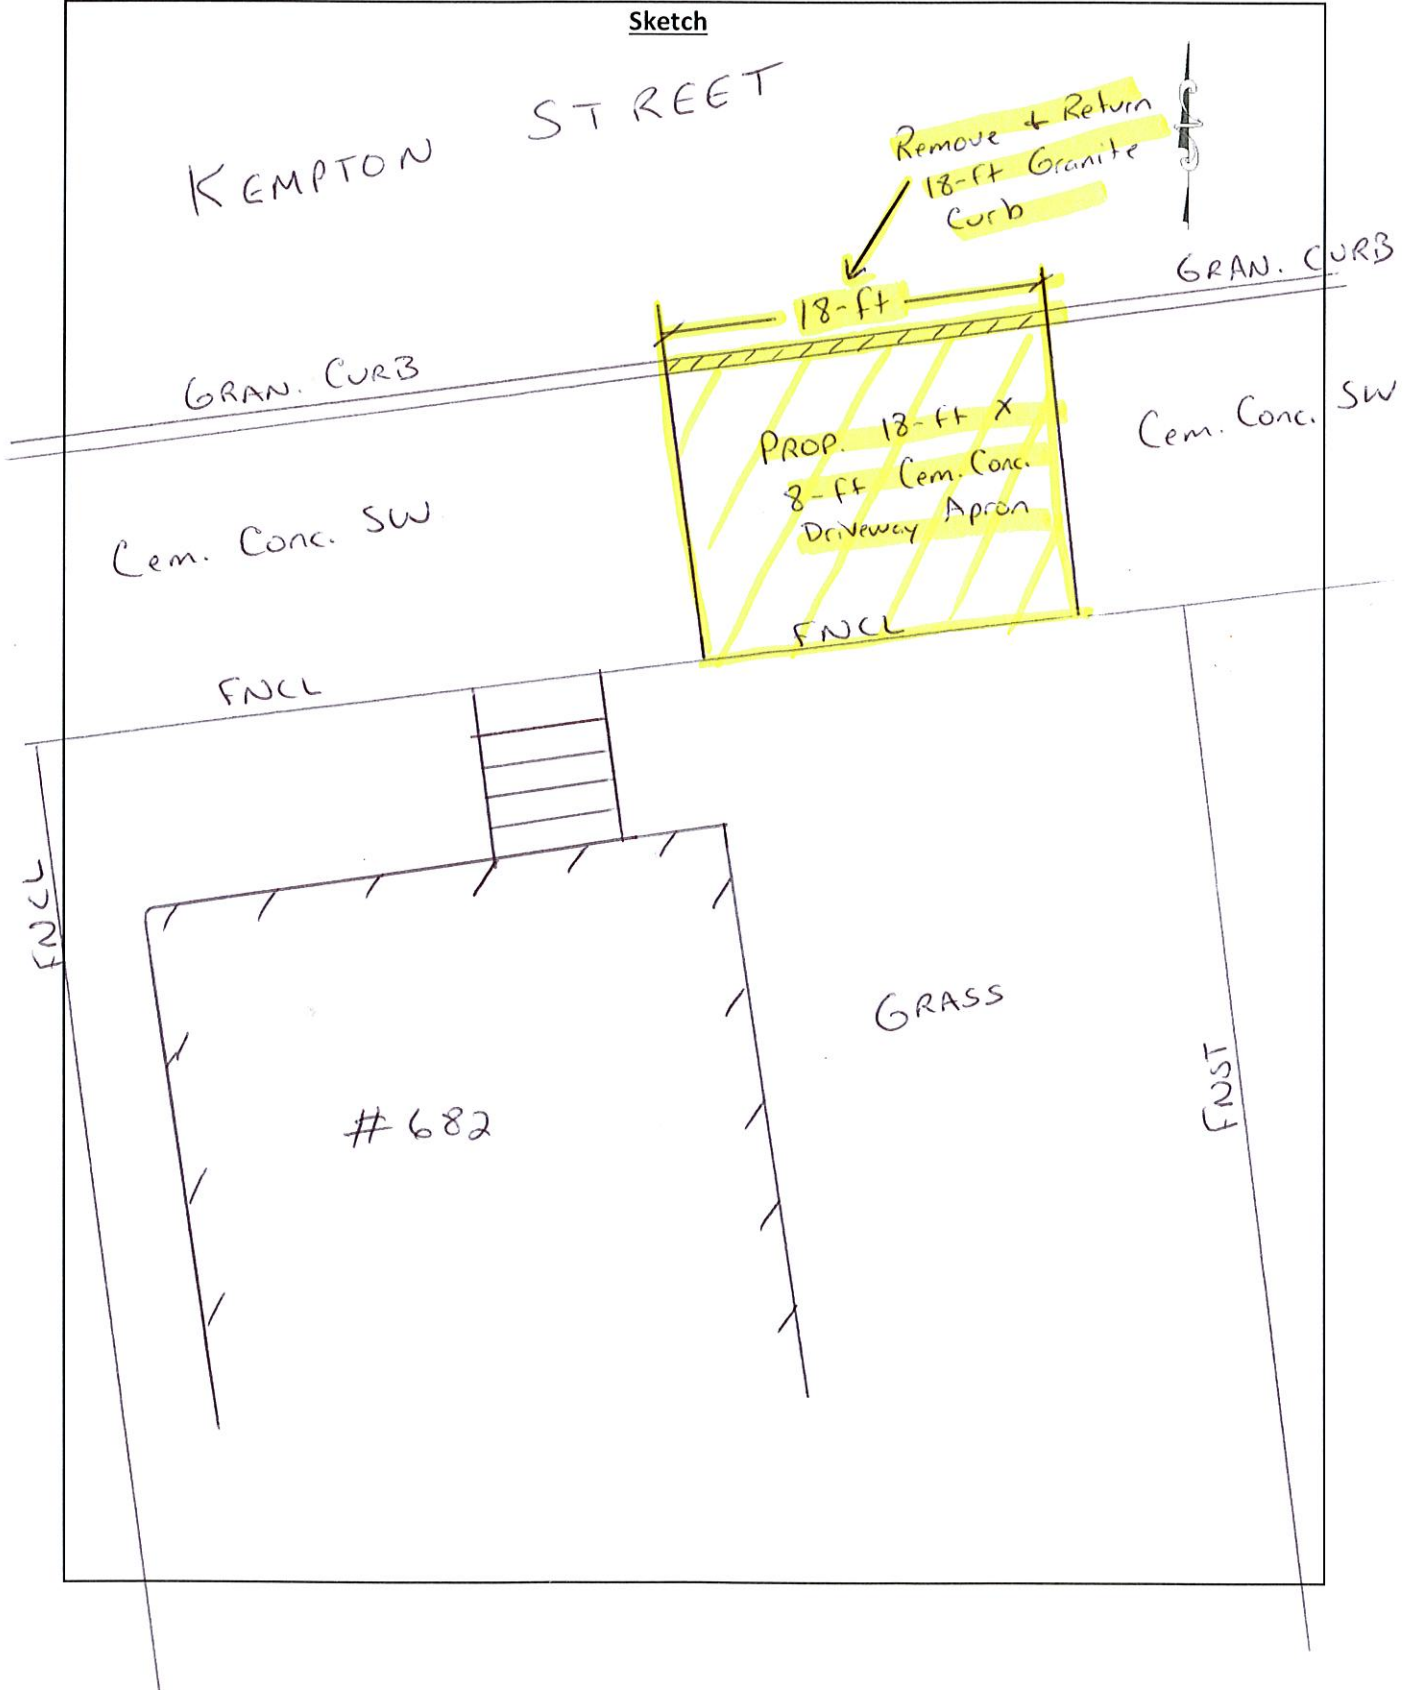 Sketch
KEMPTON STREET
Remove & Return
18-ft Granite
Curb
GRAN. CURB
18-ft
GRAN. CURB
PROP. 18-ft X
8-ft Cem. Conc.
Driveway Apron
Cem. Conc. SW
Cem. Conc. SW
FNCL
FNCL
FNCL
GRASS
FNST
#682